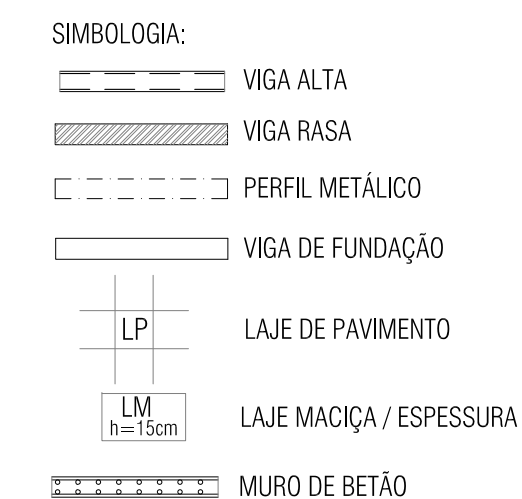 SIMBOLOGIA:
VIGA ALTA
VIGA RASA
PERFIL METÁLICO
VIGA DE FUNDAÇÃO
LP LAJE DE PAVIMENTO
LM
h=15cm
LAJE MACIÇA / ESPESSURA
MURO DE BETÃO